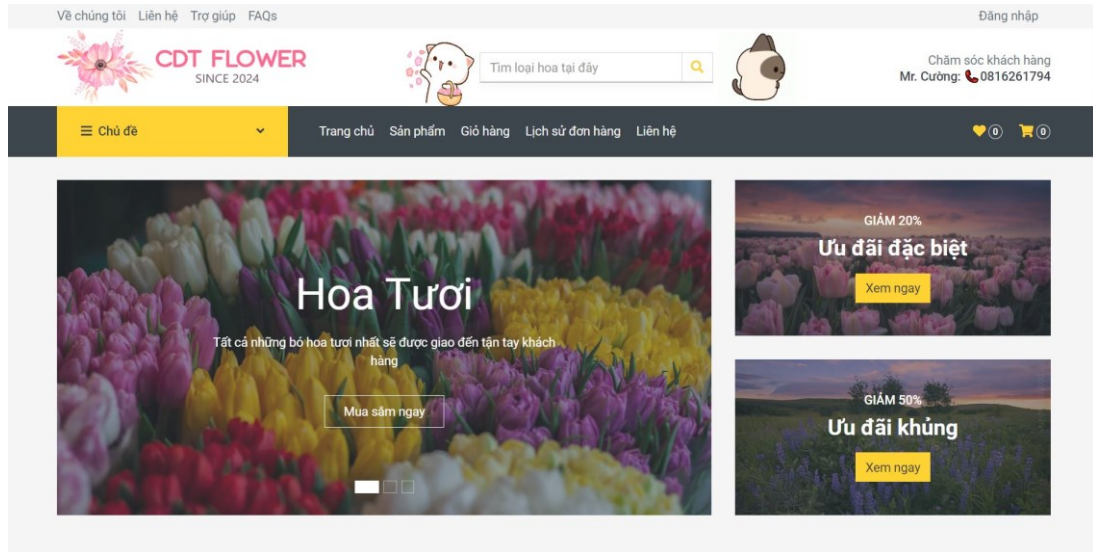 Về chúng tôi Liên hệ Trợ giúp FAQs
Đăng nhập
CDT FLOWER
SINCE 2024
Tìm loại hoa tại đây
Chăm sóc khách hàng
Mr. Cường: 0816261794
Chủ đề
Trang chủ Sản phẩm Giỏ hàng Lịch sử đơn hàng Liên hệ
0 0
Hoa Tươi
Tất cả những bó hoa tươi nhất sẽ được giao đến tận tay khách
hàng
Mua sắm ngay
GIẢM 20%
Ưu đãi đặc biệt
Xem ngay
GIẢM 50%
Ưu đãi khủng
Xem ngay